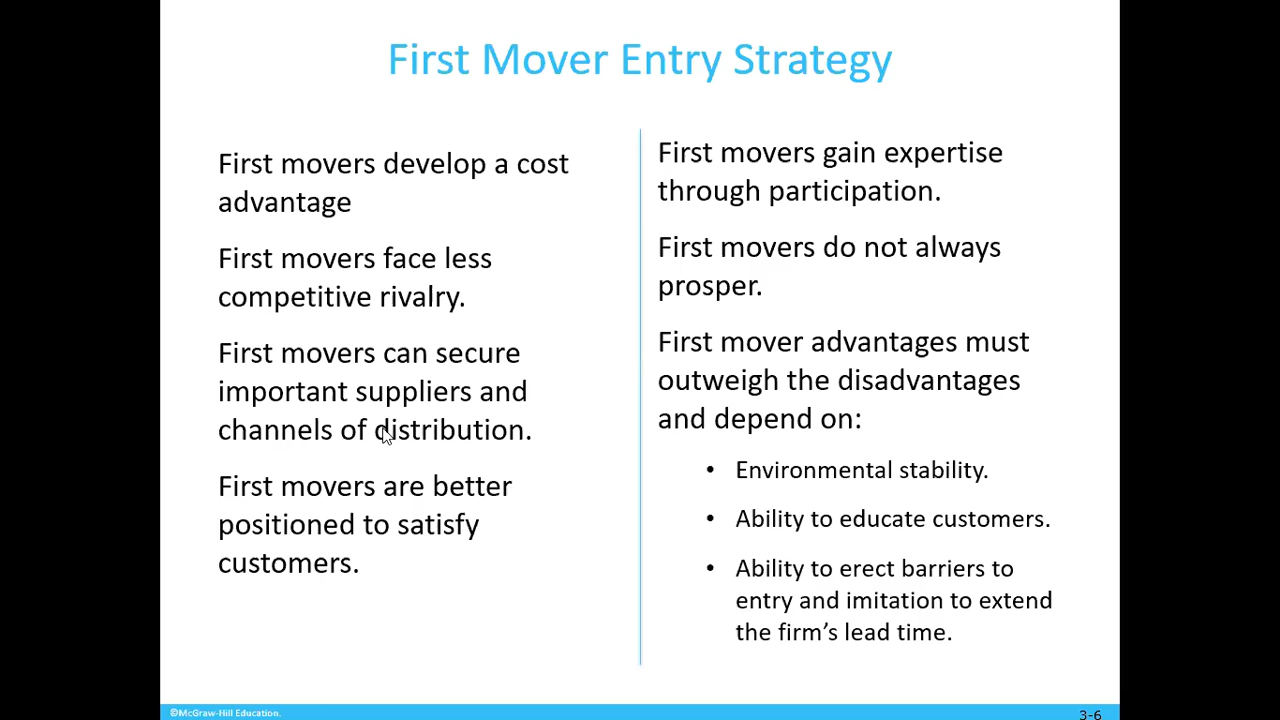 First Mover Entry Strategy
First movers develop a cost
advantage
First movers face less
competitive rivalry.
First movers can secure
important suppliers and
channels of distribution.
First movers are better
positioned to satisfy
customers.
First movers gain expertise
through participation.
First movers do not always
prosper.
First mover advantages must
outweigh the disadvantages
and depend on:
• Environmental stability.
• Ability to educate customers.
• Ability to erect barriers to
entry and imitation to extend
the firm’s lead time.
©McGraw-Hill Education.
3-6